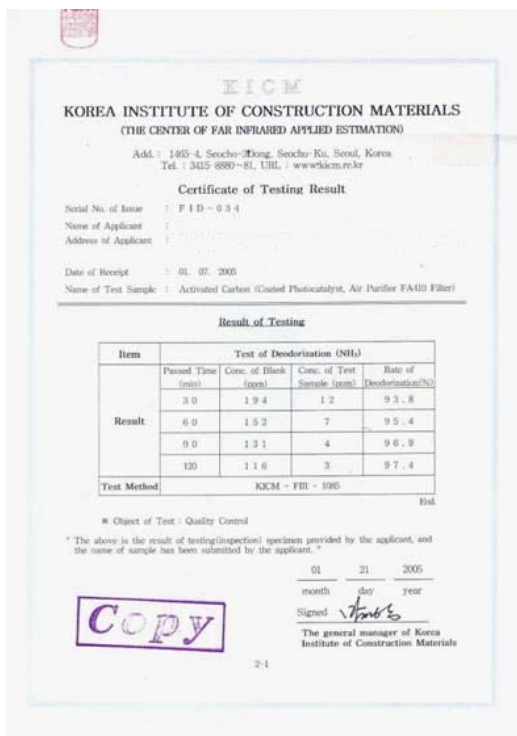 KICM
KOREA INSTITUTE OF CONSTRUCTION MATERIALS
(THE CENTER OF FAR INFRARED APPLIED ESTIMATION)
Add. : 1465-4, Seocho-3Dong, Seocho-Ku, Seoul, Korea
Tel. : 3415-8880~81, URL : www.kicm.re.kr
Certificate of Testing Result
Serial No. of Issue : FID-034
Name of Applicant :
Address of Applicant :
Date of Receipt : 01. 07. 2005
Name of Test Sample : Activated Carbon (Coated Photocatalyst, Air Purifier FA410 Filter)
Result of Testing
Item Test of Deodorization (NH₃)
Passed Time (min) Conc. of Blank (ppm) Conc. of Test Sample (ppm) Rate of Deodorization(%)
30 194 12 93.8
Result 60 152 7 95.4
90 131 4 96.9
120 116 3 97.4
Test Method KICM - FIR - 1085
End.
※ Object of Test : Quality Control
" The above is the result of testing(inspection) specimen provided by the applicant, and
the name of sample has been submitted by the applicant. "
01 21 2005
month day year
Signed
Copy
The general manager of Korea
Institute of Construction Materials
2-1